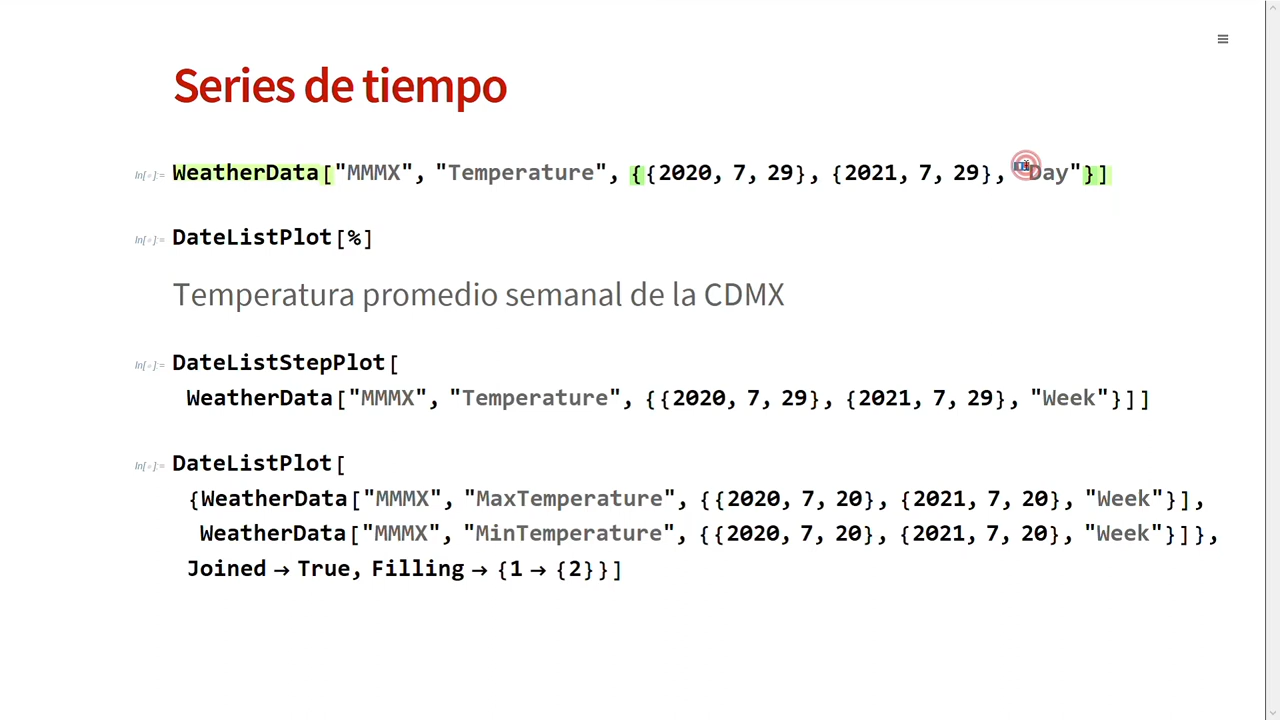 Series de tiempo
In[•]:= WeatherData["MMMX", "Temperature", {{2020, 7, 29}, {2021, 7, 29}, "Day"}]
In[•]:= DateListPlot[%]
Temperatura promedio semanal de la CDMX
In[•]:= DateListStepPlot[
WeatherData["MMMX", "Temperature", {{2020, 7, 29}, {2021, 7, 29}, "Week"}]]
In[•]:= DateListPlot[
{WeatherData["MMMX", "MaxTemperature", {{2020, 7, 20}, {2021, 7, 20}, "Week"}],
WeatherData["MMMX", "MinTemperature", {{2020, 7, 20}, {2021, 7, 20}, "Week"}]},
Joined → True, Filling → {1 → {2}}]